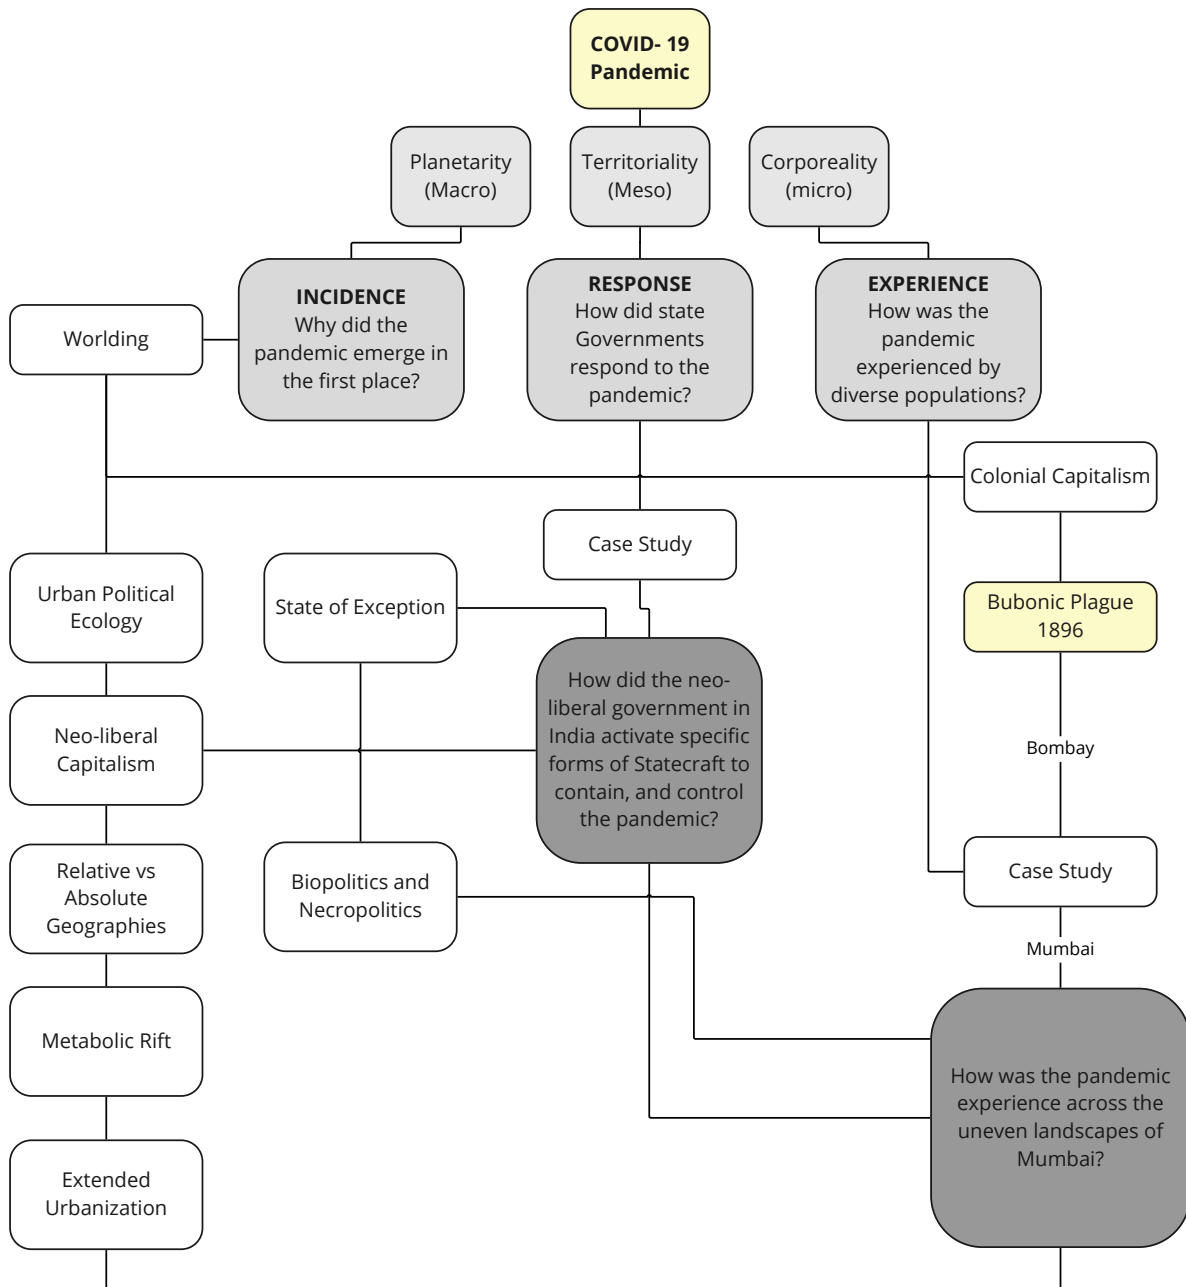 COVID- 19
Pandemic
Planetarity
(Macro)
Territoriality
(Meso)
Corporeality
(micro)
INCIDENCE
Why did the
pandemic emerge in
the first place?
RESPONSE
How did state
Governments
respond to the
pandemic?
EXPERIENCE
How was the
pandemic
experienced by
diverse populations?
Worlding
Colonial Capitalism
Case Study
Urban Political
Ecology
State of Exception
Bubonic Plague
1896
How did the neo-
liberal government in
India activate specific
forms of Statecraft to
contain, and control
the pandemic?
Neo-liberal
Capitalism
Bombay
Relative vs
Absolute
Geographies
Biopolitics and
Necropolitics
Case Study
Mumbai
Metabolic Rift
How was the pandemic
experience across the
uneven landscapes of
Mumbai?
Extended
Urbanization